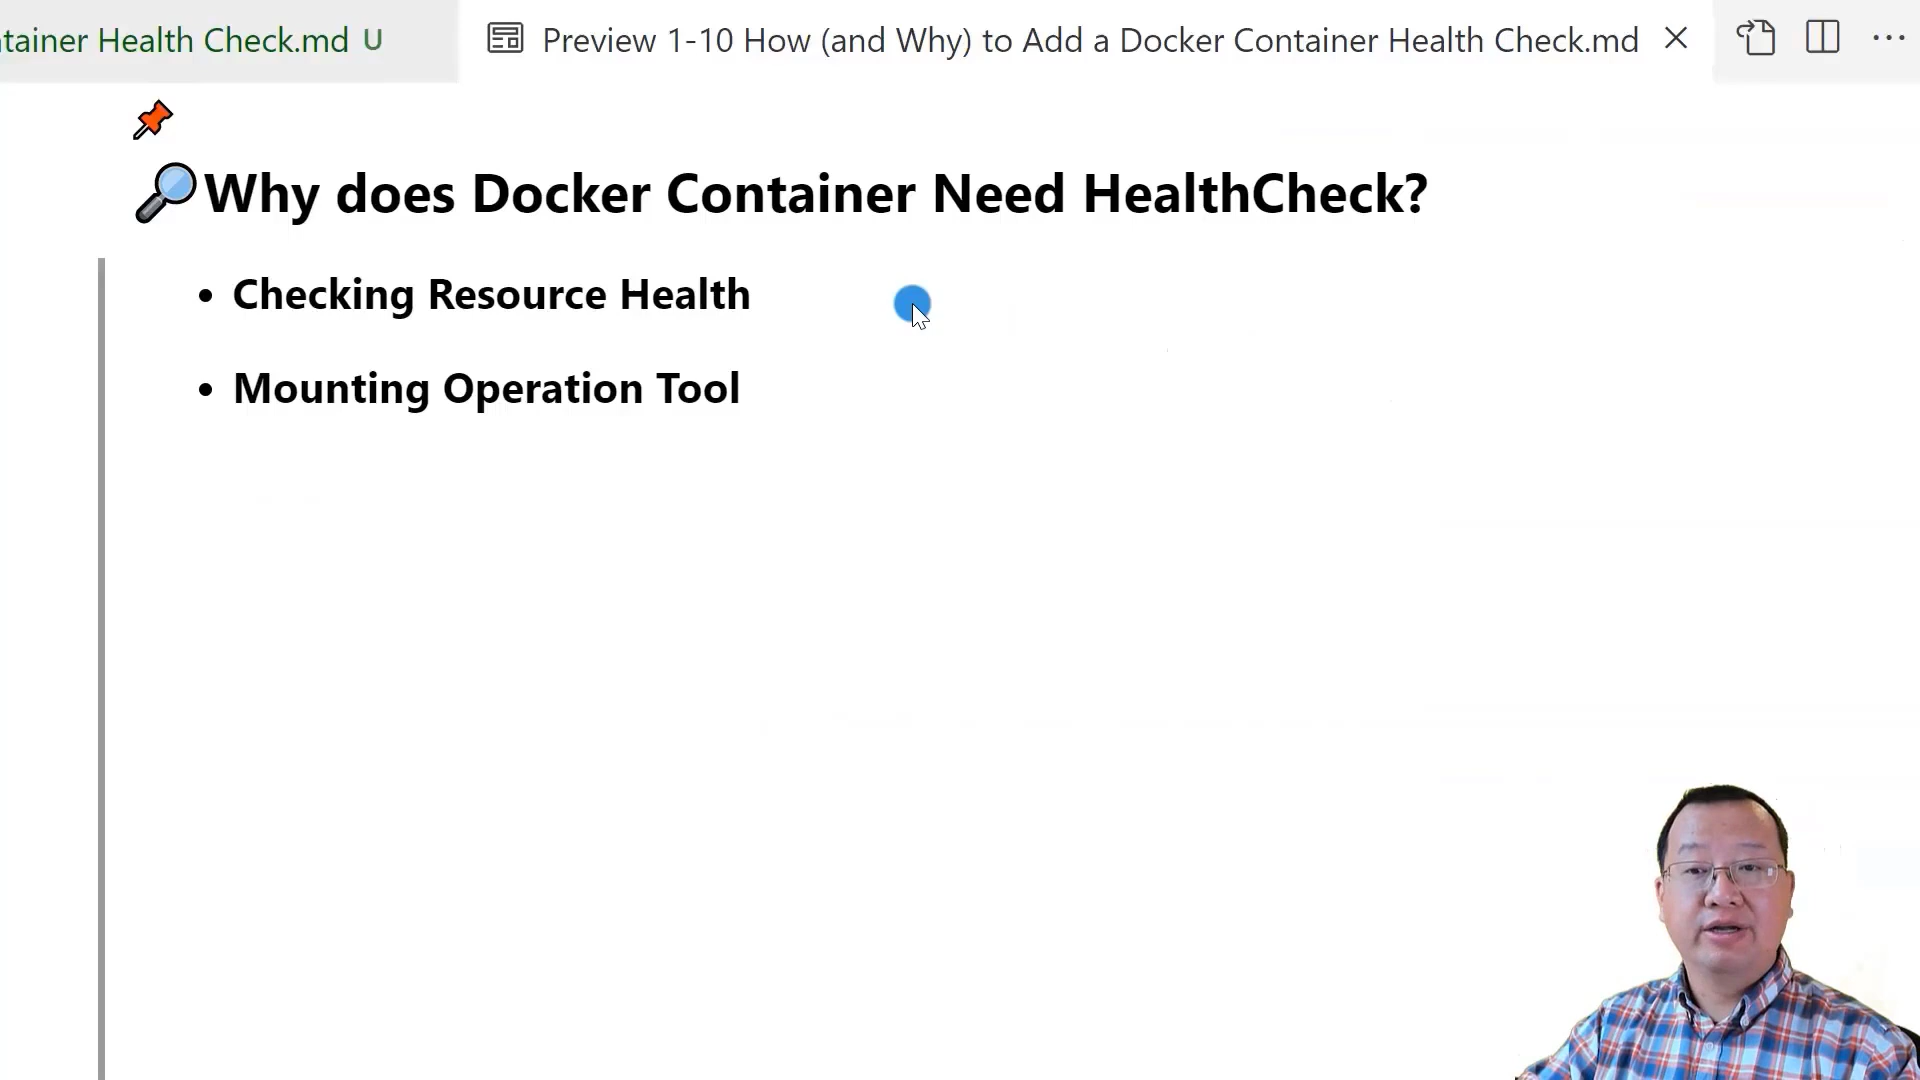 tainer Health Check.md U
Preview 1-10 How (and Why) to Add a Docker Container Health Check.md
Why does Docker Container Need HealthCheck?
• Checking Resource Health
• Mounting Operation Tool